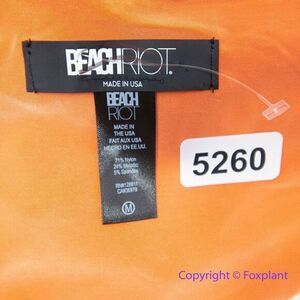 BEACHRIOT.
MADE IN USA
BEACH
RIOT
MADE IN
THE USA
FAIT AUX USA
HECHO EN EE.UU.
71% Nylon
24% Metallic
5% Spandex
M
5260
Copyright © Foxplant